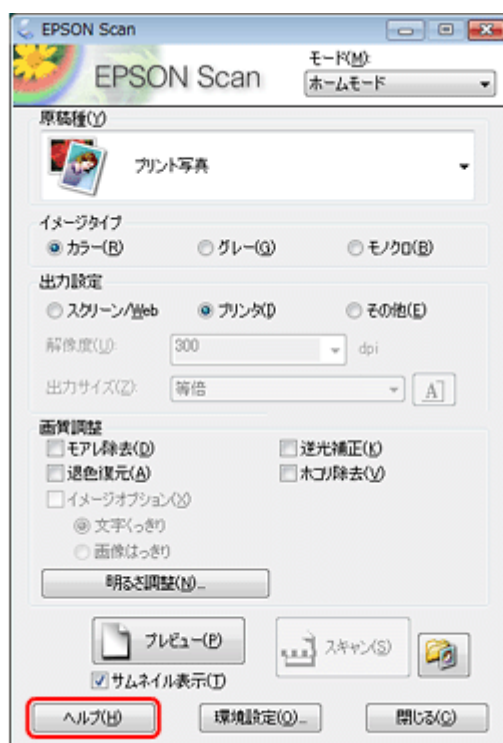 EPSON Scan
EPSON Scan
モード(M):
ホームモード
原稿種(Y)
プリント写真
イメージタイプ
カラー(R) グレー(G) モノクロ(B)
出力設定
スクリーン/Web プリンタ(I) その他(E)
解像度(U): 300 dpi
出力サイズ(Z): 等倍 A
画質調整
モアレ除去(D) 逆光補正(K)
退色復元(A) ホコリ除去(V)
イメージオプション(X)
文字くっきり
画像はっきり
明るさ調整(N)...
プレビュー(P) スキャン(S)
サムネイル表示(T)
ヘルプ(H) 環境設定(O)... 閉じる(C)